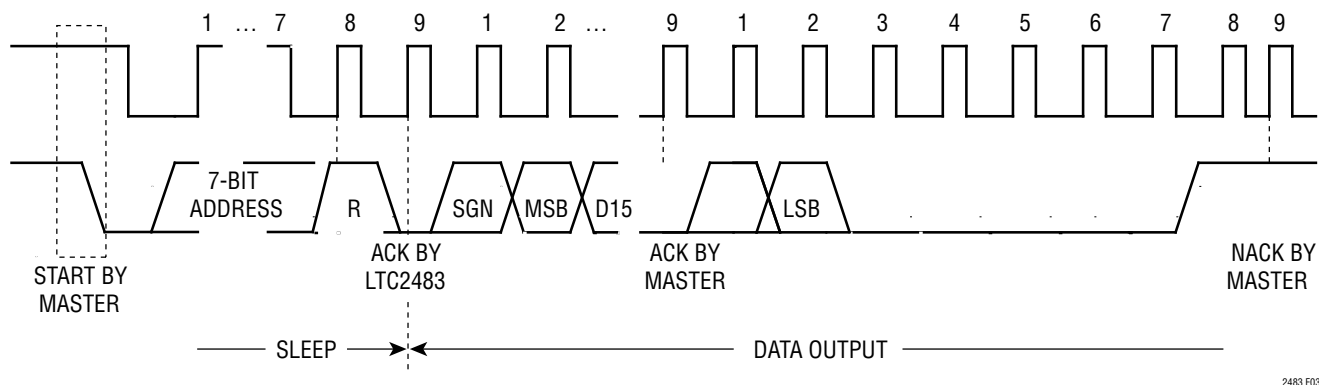 1 … 7 8 9 1 2 … 9 1 2 3 4 5 6 7 8 9
7-BIT
ADDRESS
R
SGN
MSB
D15
LSB
START BY
MASTER
ACK BY
LTC2483
ACK BY
MASTER
NACK BY
MASTER
SLEEP
DATA OUTPUT
2483 F03